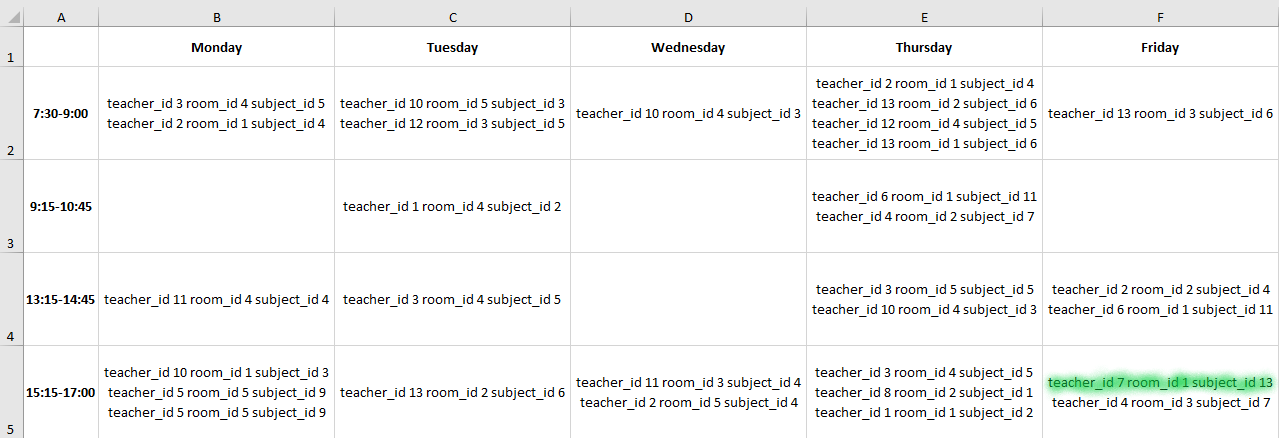 A B C D E F
1 Monday Tuesday Wednesday Thursday Friday
2 7:30-9:00
teacher_id 3 room_id 4 subject_id 5
teacher_id 2 room_id 1 subject_id 4
teacher_id 10 room_id 5 subject_id 3
teacher_id 12 room_id 3 subject_id 5
teacher_id 10 room_id 4 subject_id 3
teacher_id 2 room_id 1 subject_id 4
teacher_id 13 room_id 2 subject_id 6
teacher_id 12 room_id 4 subject_id 5
teacher_id 13 room_id 1 subject_id 6
teacher_id 13 room_id 3 subject_id 6
3 9:15-10:45
teacher_id 1 room_id 4 subject_id 2
teacher_id 6 room_id 1 subject_id 11
teacher_id 4 room_id 2 subject_id 7
4 13:15-14:45
teacher_id 11 room_id 4 subject_id 4
teacher_id 3 room_id 4 subject_id 5
teacher_id 3 room_id 5 subject_id 5
teacher_id 10 room_id 4 subject_id 3
teacher_id 2 room_id 2 subject_id 4
teacher_id 6 room_id 1 subject_id 11
5 15:15-17:00
teacher_id 10 room_id 1 subject_id 3
teacher_id 5 room_id 5 subject_id 9
teacher_id 5 room_id 5 subject_id 9
teacher_id 13 room_id 2 subject_id 6
teacher_id 11 room_id 3 subject_id 4
teacher_id 2 room_id 5 subject_id 4
teacher_id 3 room_id 4 subject_id 5
teacher_id 8 room_id 2 subject_id 1
teacher_id 1 room_id 1 subject_id 2
teacher_id 7 room_id 1 subject_id 13
teacher_id 4 room_id 3 subject_id 7